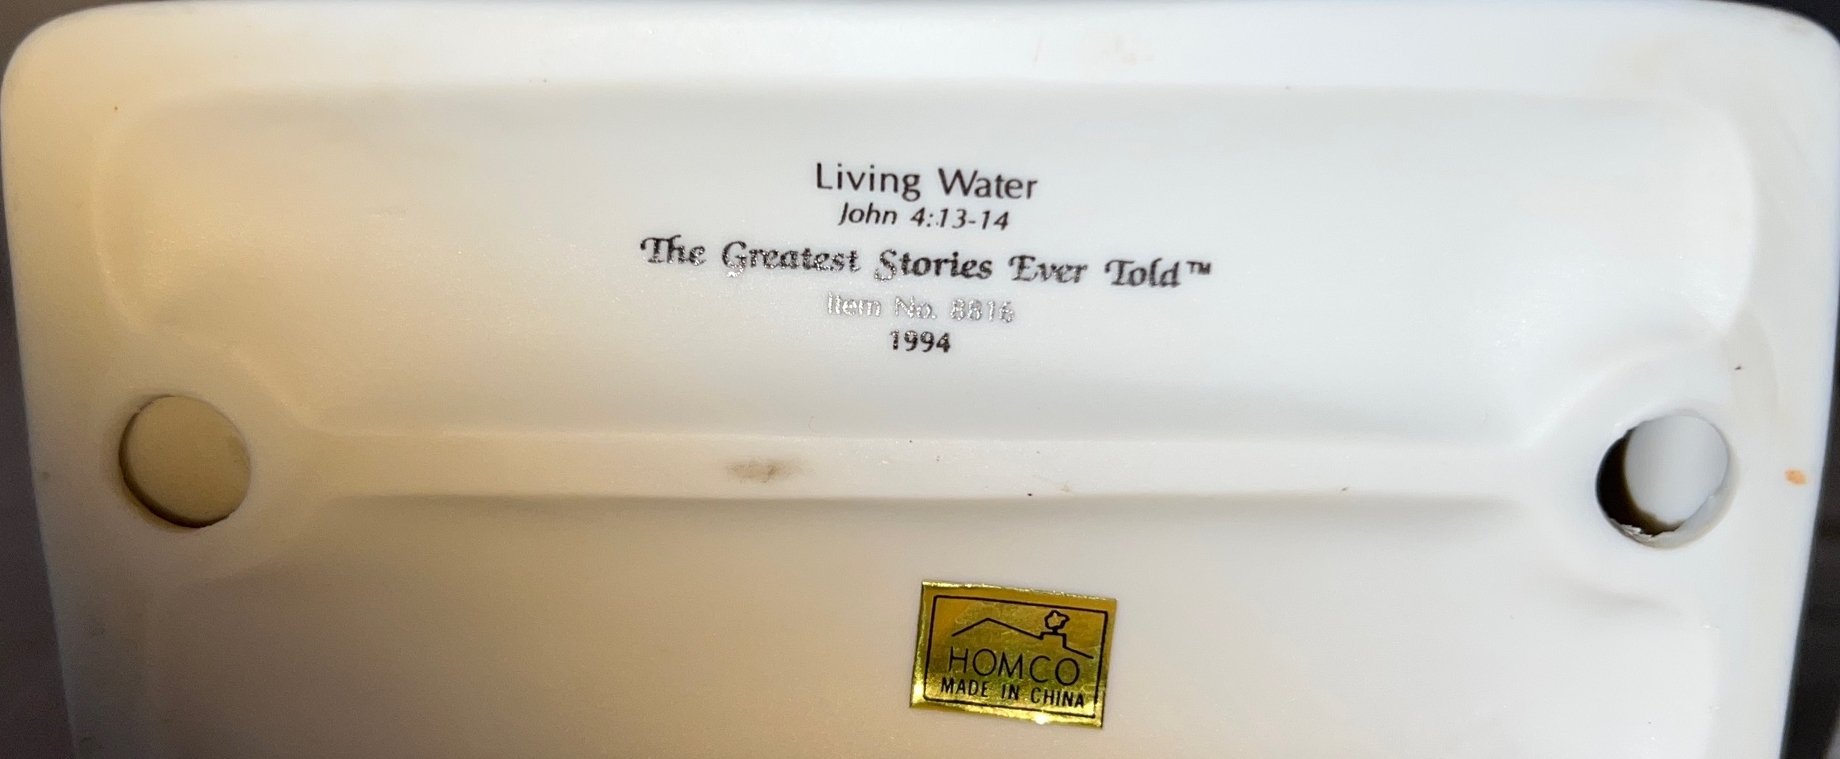 Living Water
John 4:13-14
The Greatest Stories Ever Told™
Item No. 8816
1994
HOMCO
MADE IN CHINA